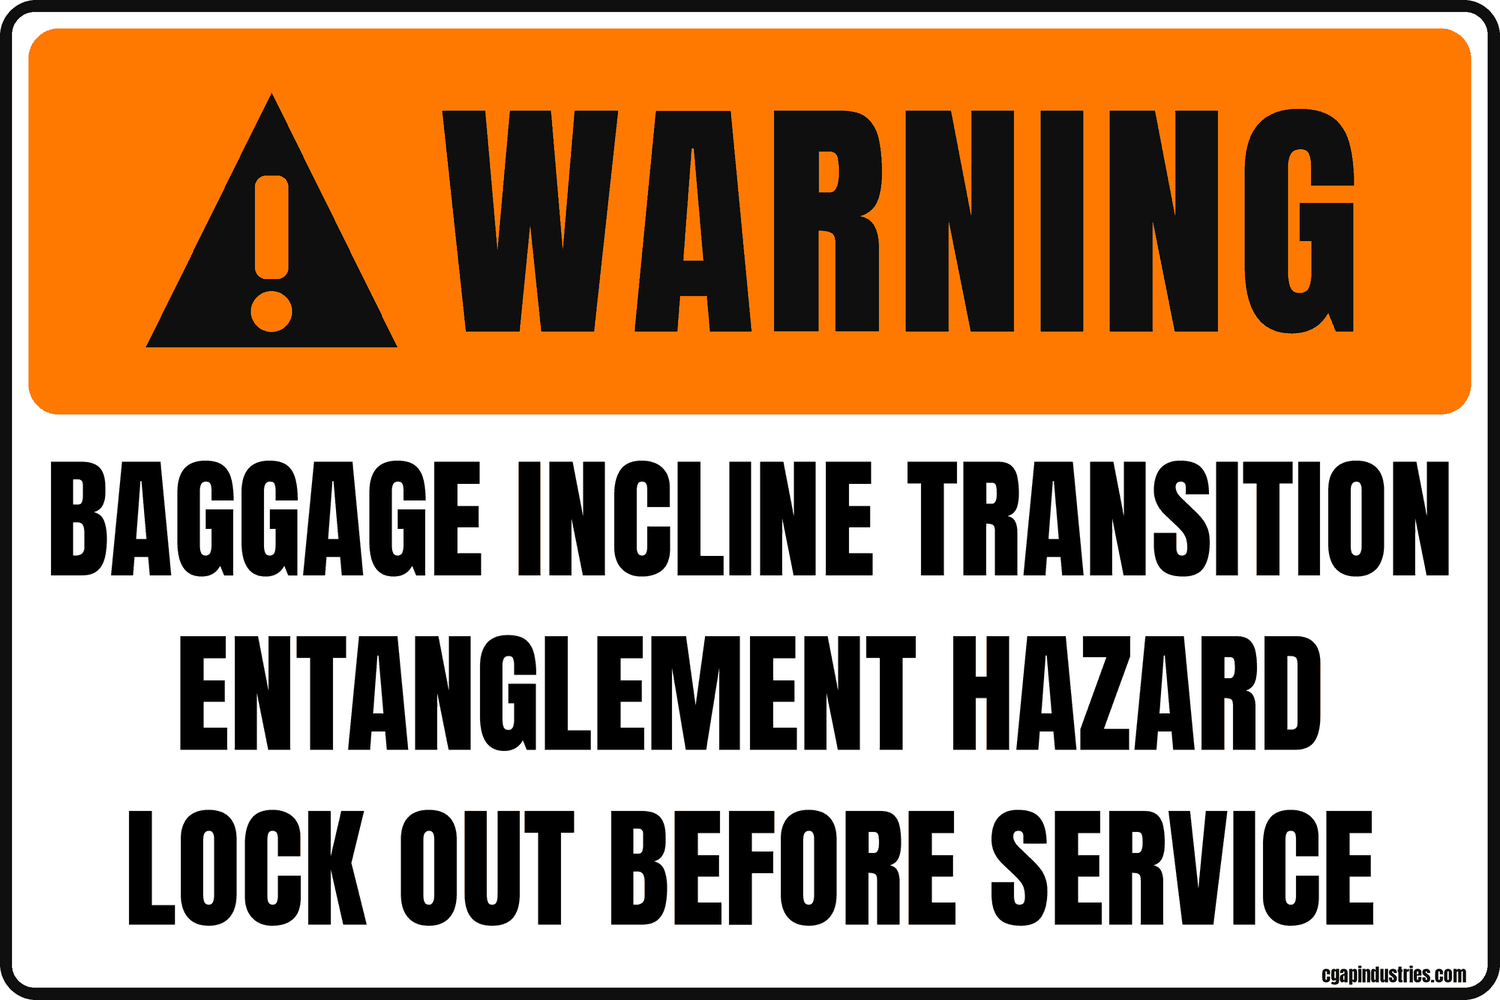 WARNING
BAGGAGE INCLINE TRANSITION
ENTANGLEMENT HAZARD
LOCK OUT BEFORE SERVICE
cgapindustries.com